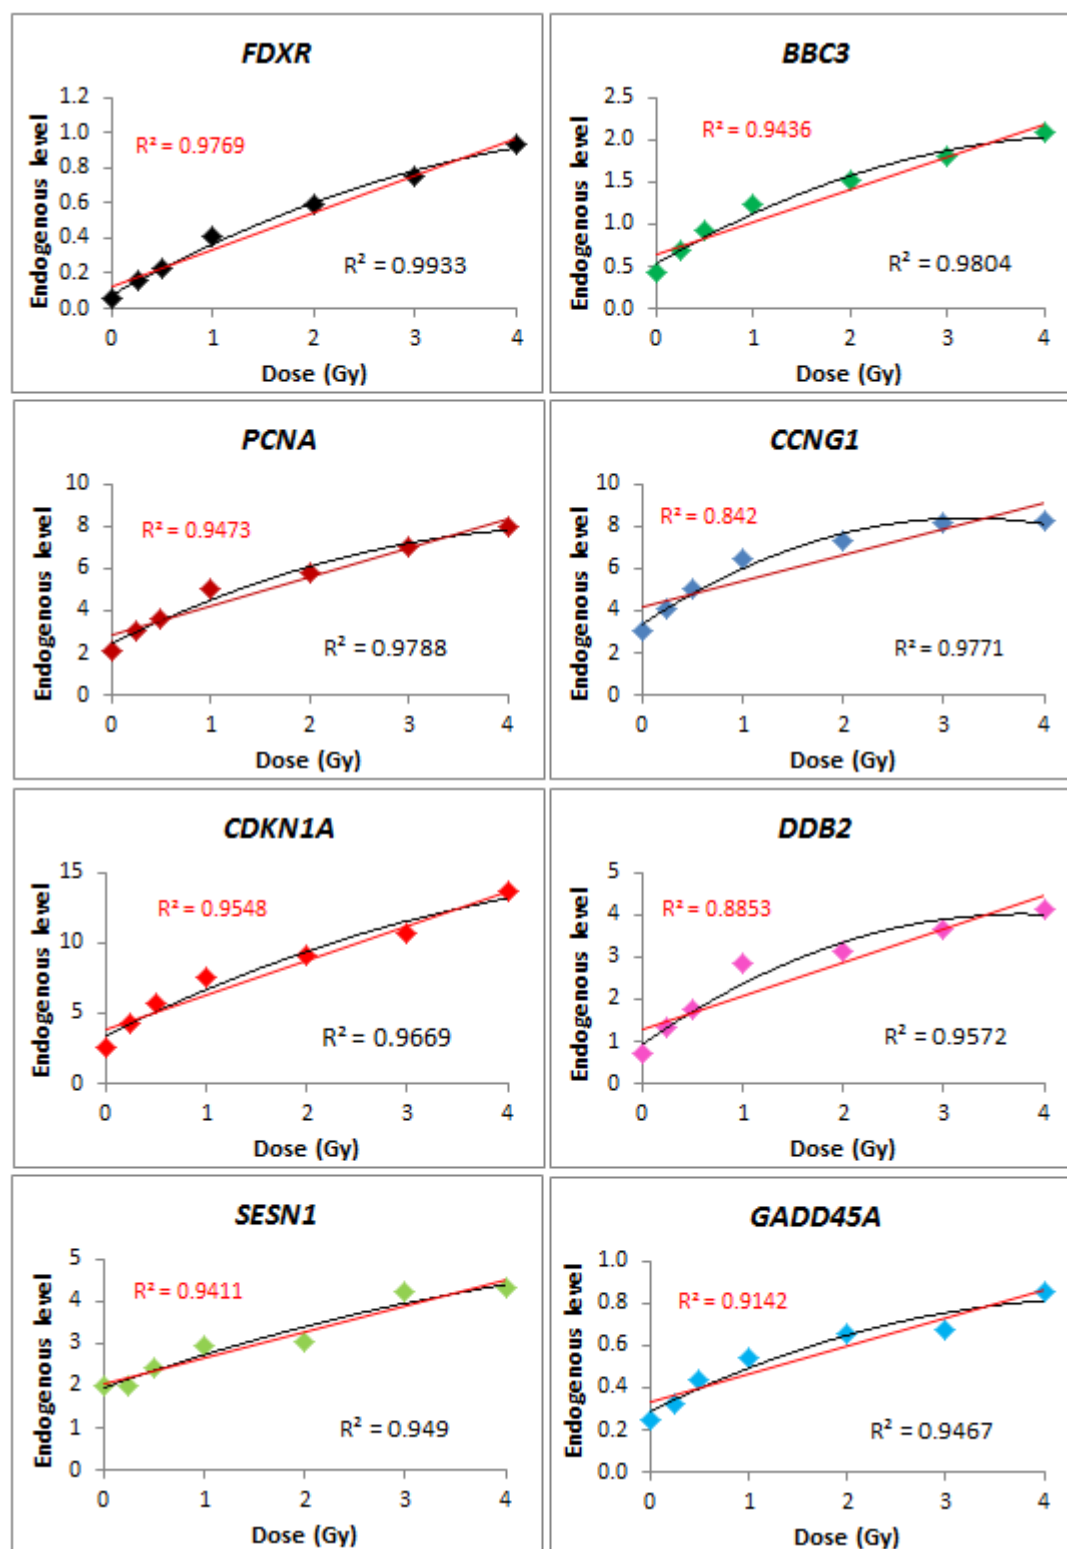 FDXR
R² = 0.9769
R² = 0.9933
Endogenous level
1.2
1.0
0.8
0.6
0.4
0.2
0.0
0 1 2 3 4
Dose (Gy)
BBC3
R² = 0.9436
R² = 0.9804
Endogenous level
2.5
2.0
1.5
1.0
0.5
0.0
0 1 2 3 4
Dose (Gy)
PCNA
R² = 0.9473
R² = 0.9788
Endogenous level
10
8
6
4
2
0
0 1 2 3 4
Dose (Gy)
CCNG1
R² = 0.842
R² = 0.9771
Endogenous level
10
8
6
4
2
0
0 1 2 3 4
Dose (Gy)
CDKN1A
R² = 0.9548
R² = 0.9669
Endogenous level
15
10
5
0
0 1 2 3 4
Dose (Gy)
DDB2
R² = 0.8853
R² = 0.9572
Endogenous level
5
4
3
2
1
0
0 1 2 3 4
Dose (Gy)
SESN1
R² = 0.9411
R² = 0.949
Endogenous level
5
4
3
2
1
0
0 1 2 3 4
Dose (Gy)
GADD45A
R² = 0.9142
R² = 0.9467
Endogenous level
1.0
0.8
0.6
0.4
0.2
0.0
0 1 2 3 4
Dose (Gy)